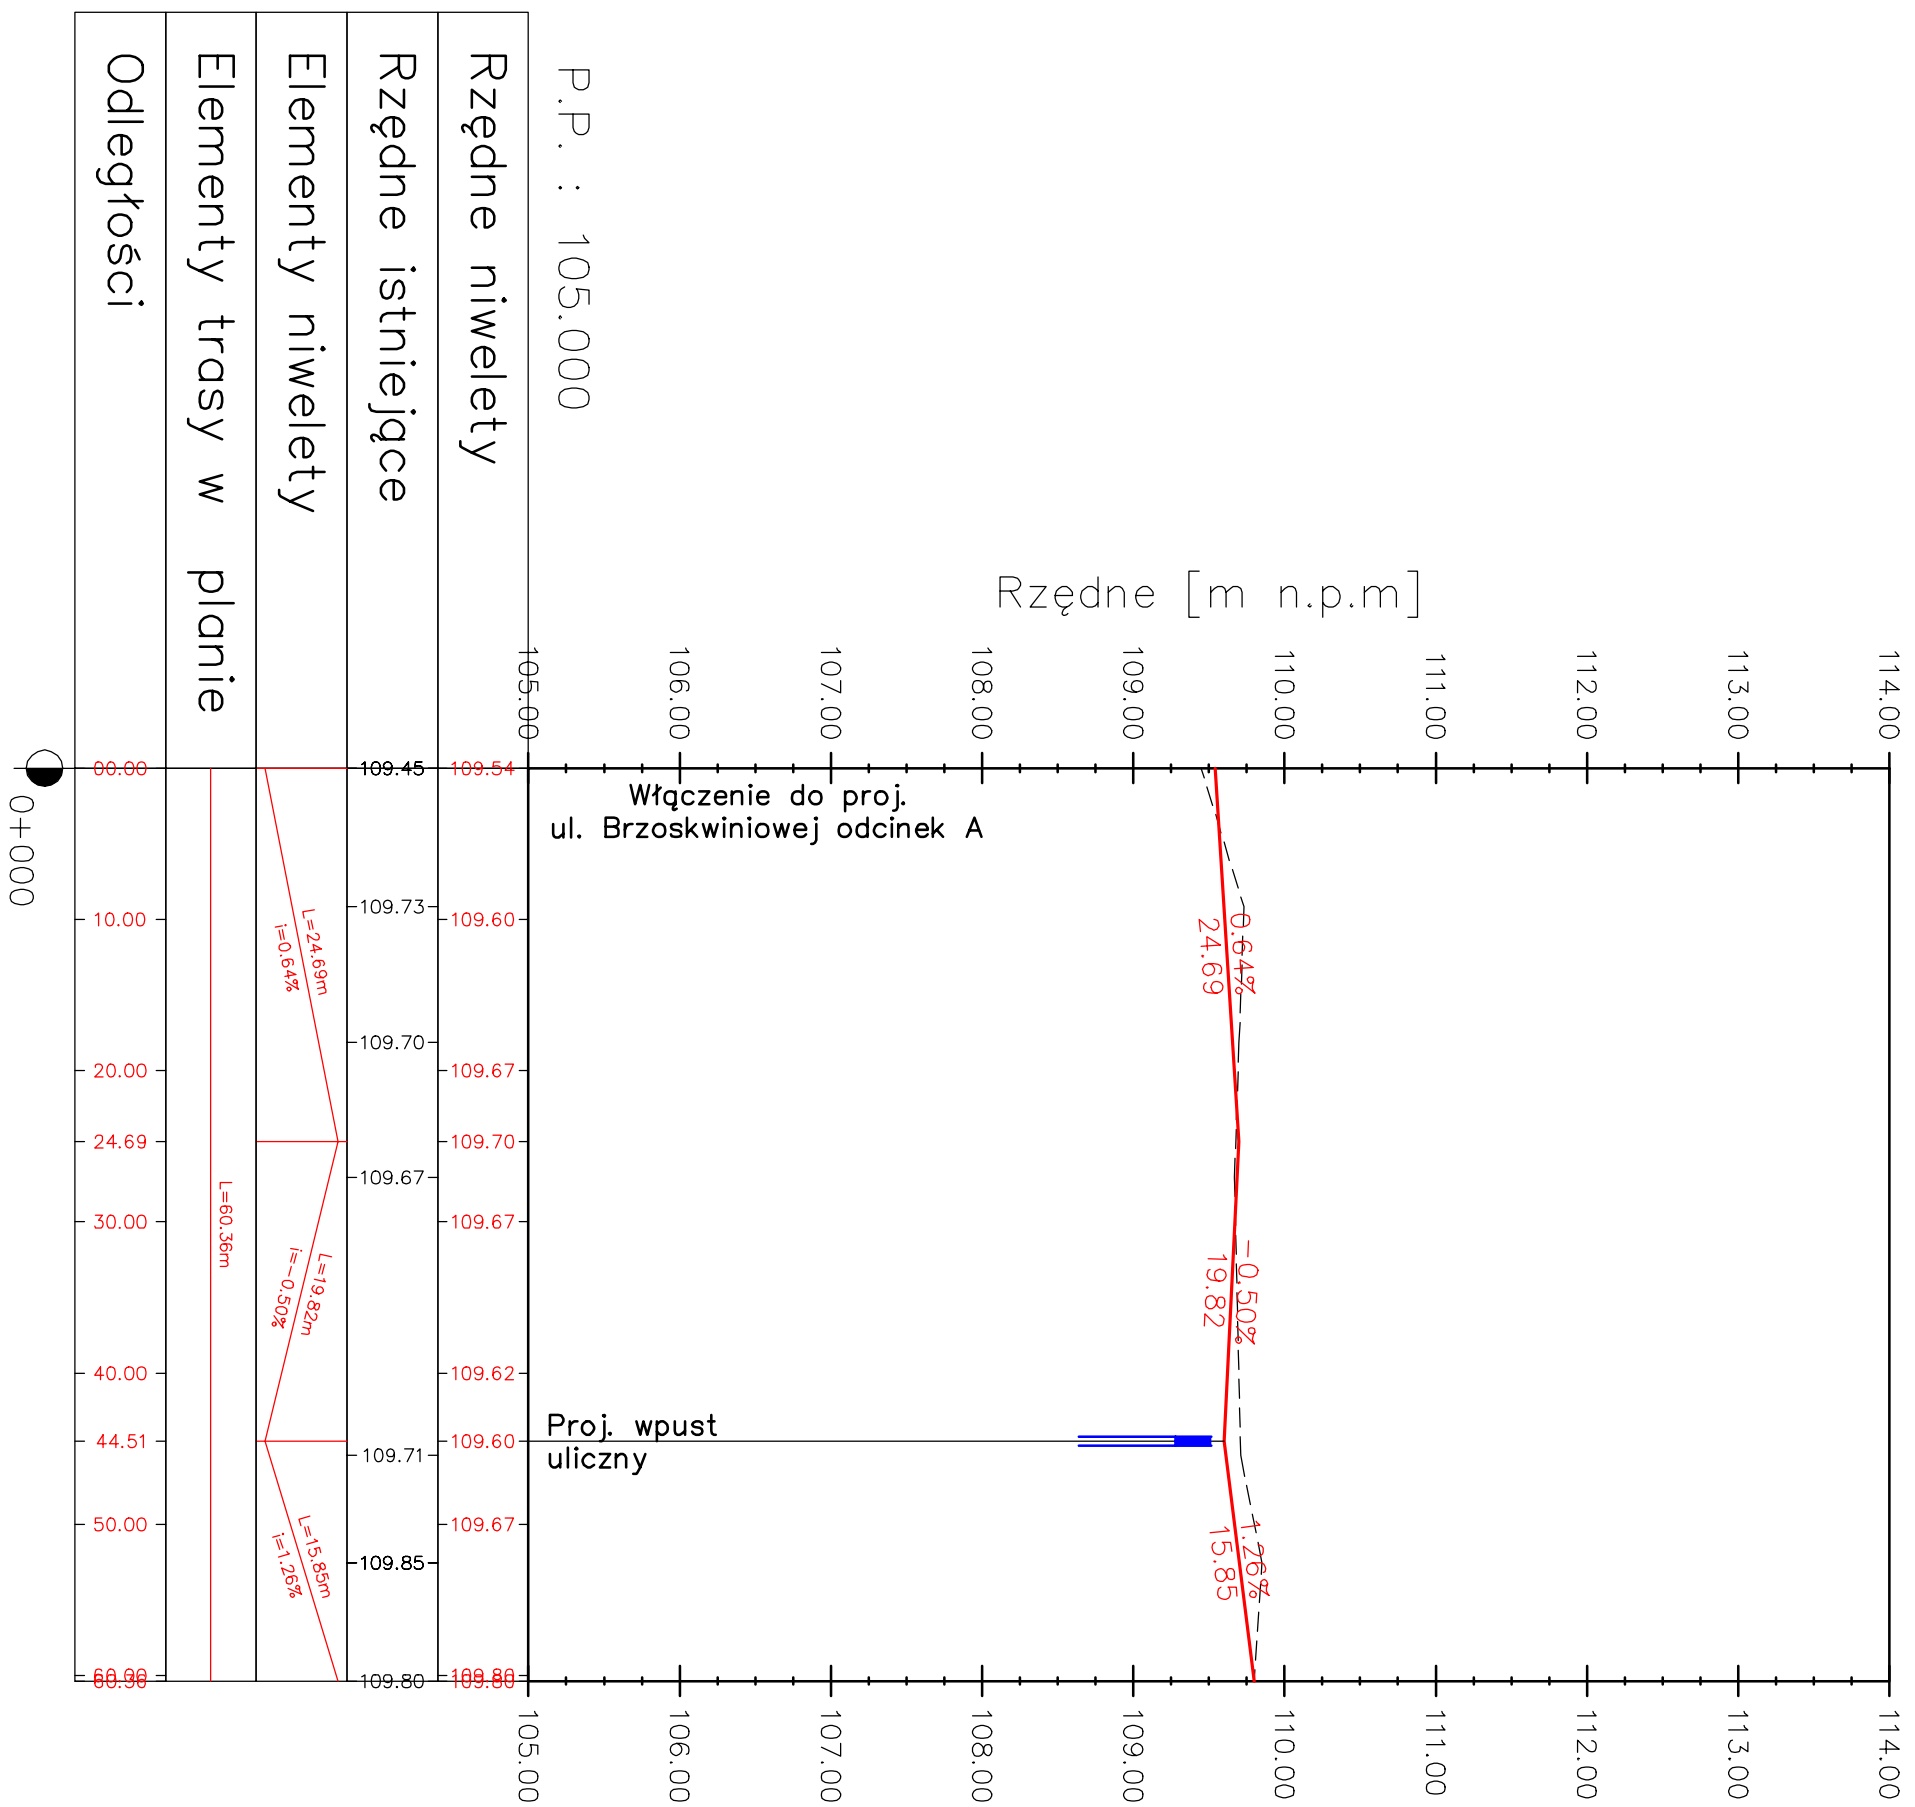 Rzędne [m n.p.m]
114.00
113.00
112.00
111.00
110.00
109.00
108.00
107.00
106.00
105.00
114.00
113.00
112.00
111.00
110.00
109.00
108.00
107.00
106.00
105.00
0.64%
24.69
-0.50%
19.82
1.26%
15.85
Włączenie do proj.
ul. Brzoskwiniowej odcinek A
Proj. wpust
uliczny
P.P. : 105.000
Rzędne niwelety
109.54
109.60
109.67
109.70
109.67
109.62
109.60
109.67
109.80
Rzędne istniejące
109.45
109.73
109.70
109.67
109.71
109.85
109.80
Elementy niwelety
L=24.69m
i=0.64%
L=19.82m
i=-0.50%
L=15.85m
i=1.26%
Elementy trasy w planie
L=60.36m
Odległości
00.00
10.00
20.00
24.69
30.00
40.00
44.51
50.00
60.36
0+000